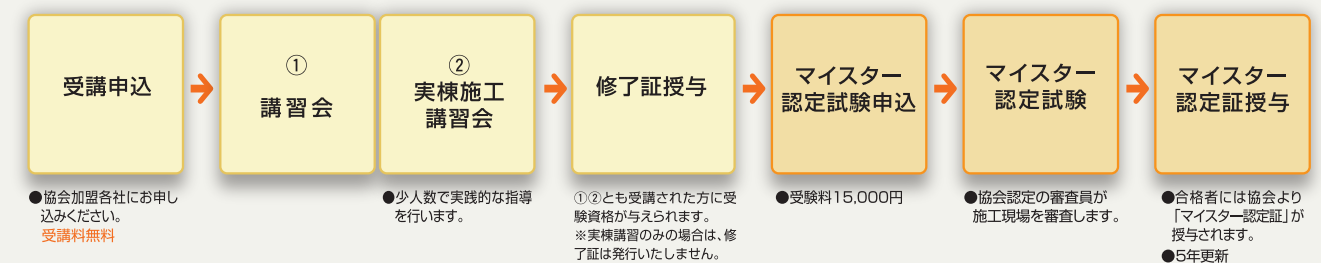 受講申込
①
講習会
②
実棟施工
講習会
修了証授与
マイスター
認定試験申込
マイスター
認定試験
マイスター
認定証授与
●協会加盟各社にお申し
込みください。
受講料無料
●少人数で実践的な指導
を行います。
①②とも受講された方に受
験資格が与えられます。
※実棟講習のみの場合は、修
了証は発行いたしません。
●受験料15,000円
●協会認定の審査員が
施工現場を審査します。
●合格者には協会より
「マイスター認定証」が
授与されます。
●5年更新